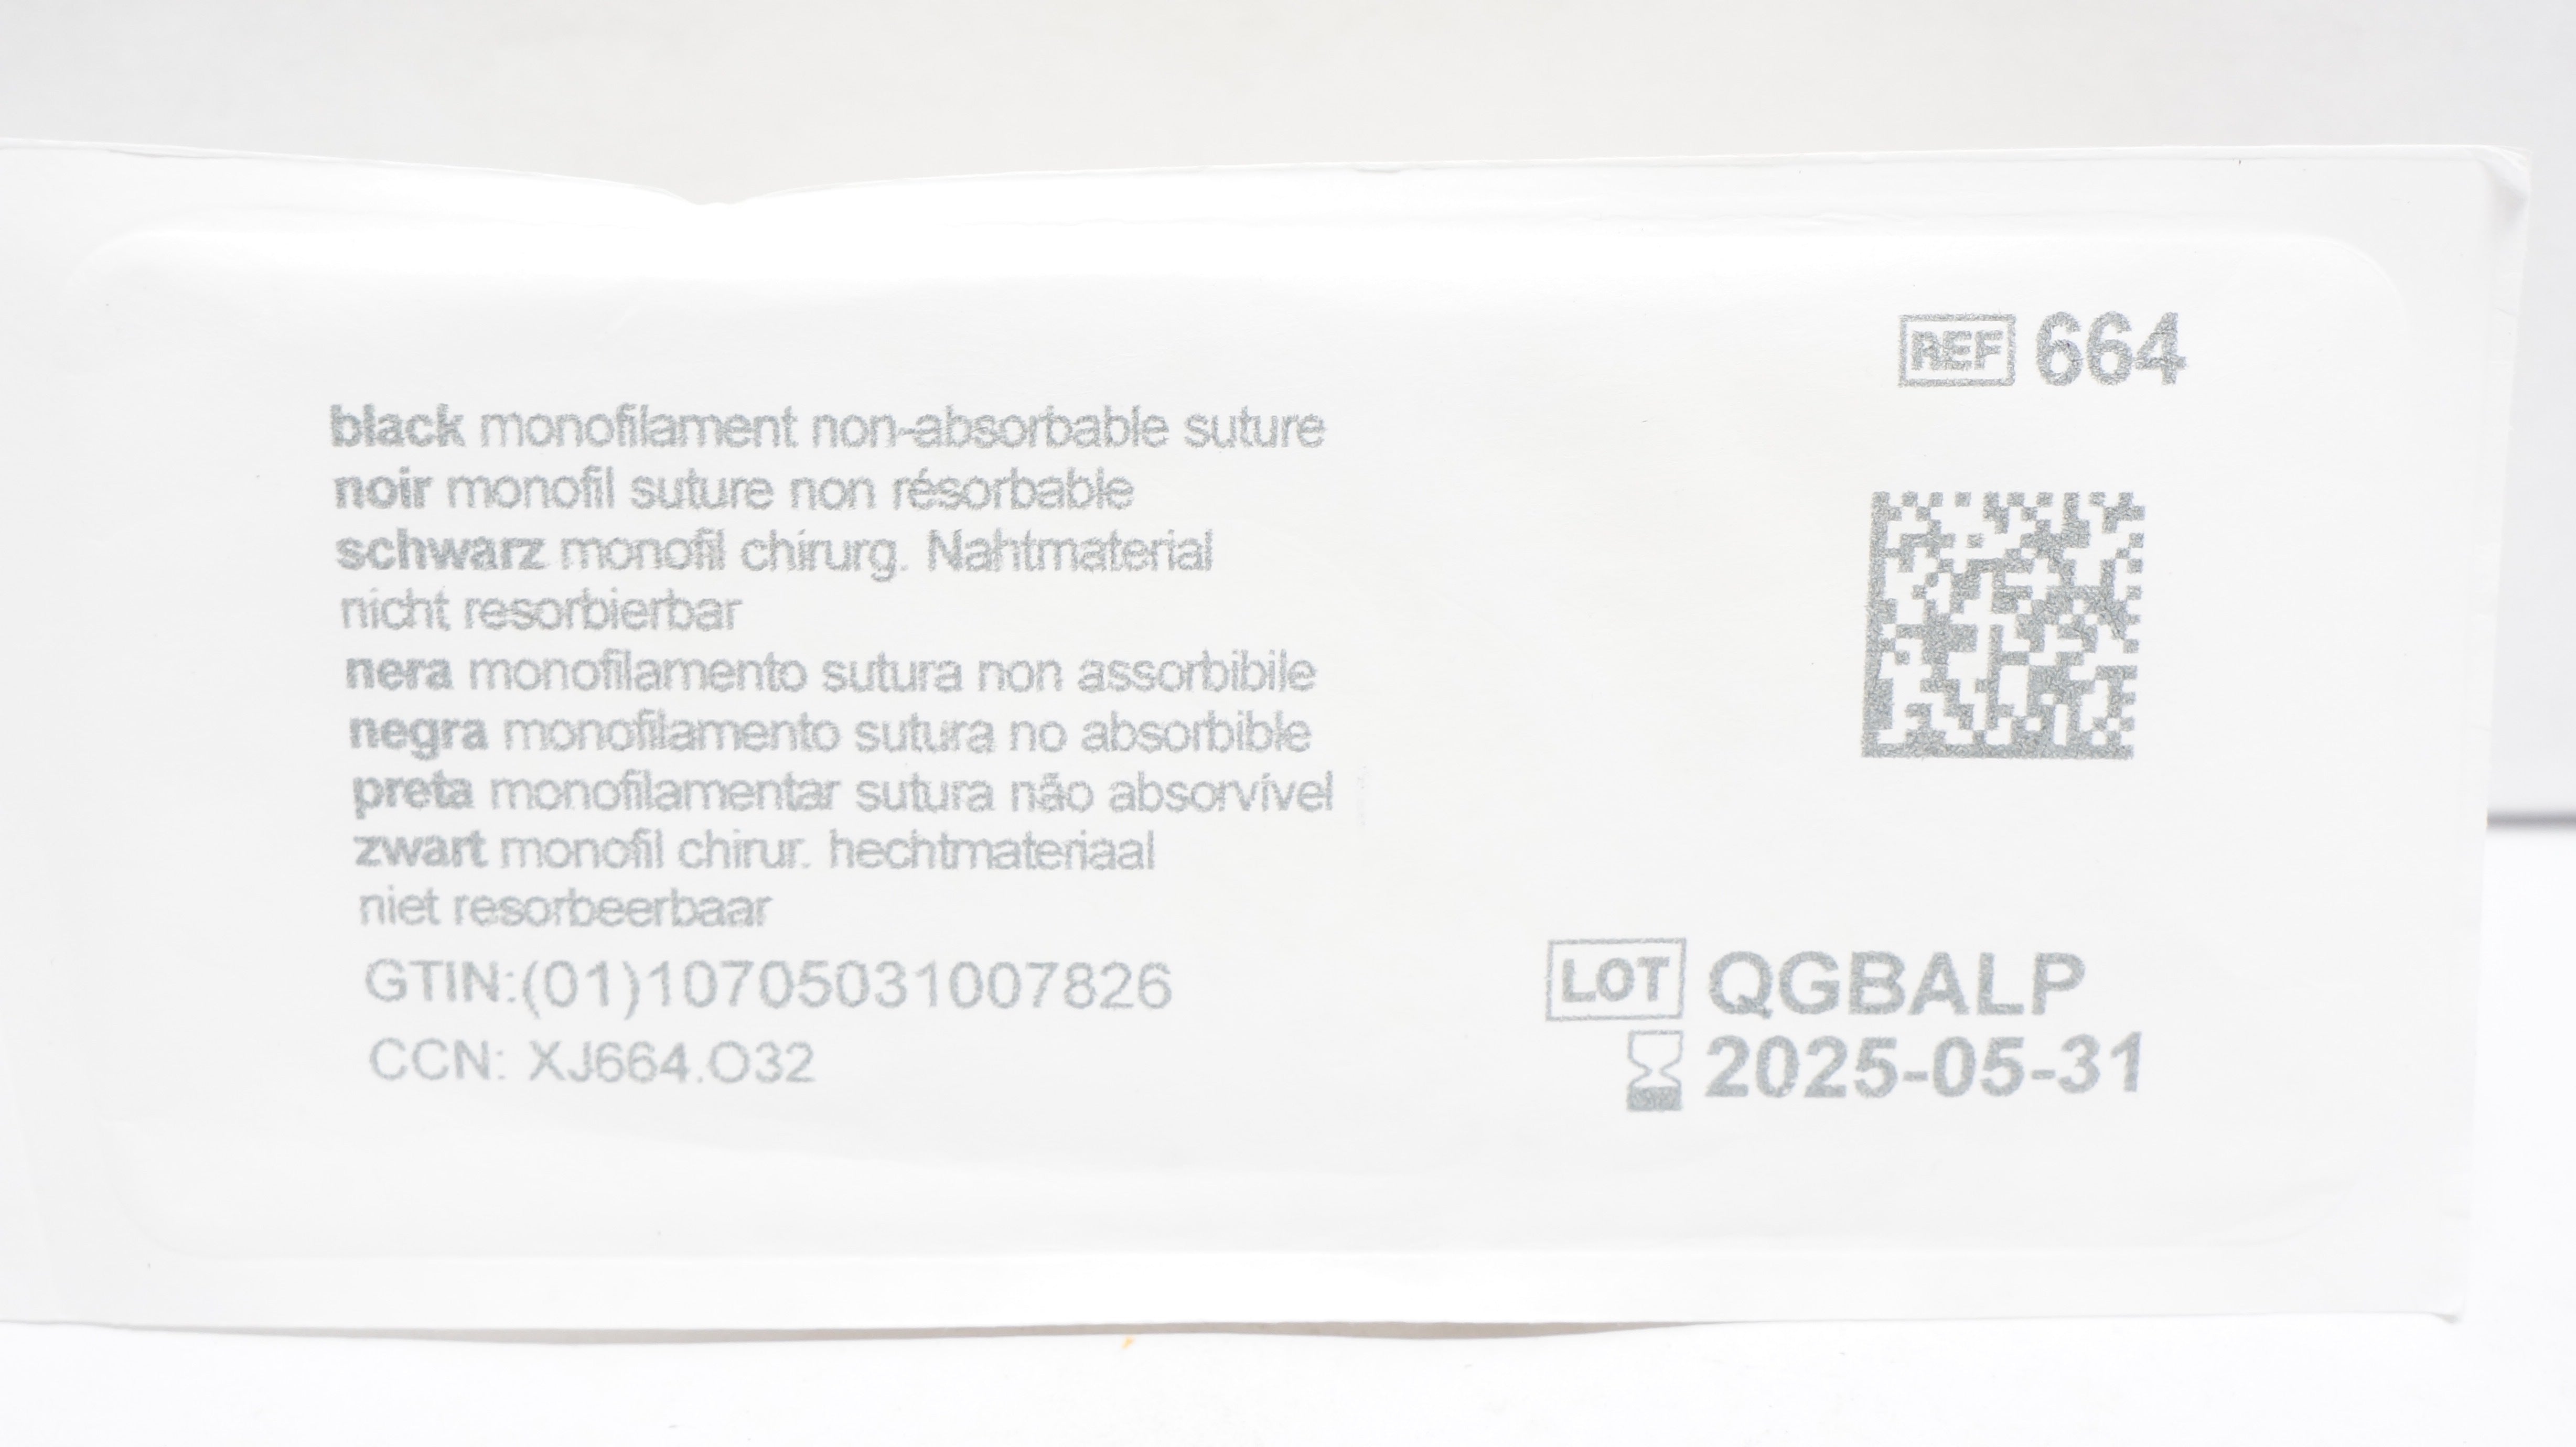 REF 664
black monofilament non-absorbable suture
noir monofil suture non résorbable
schwarz monofil chirurg. Nahtmaterial
nicht resorbierbar
nera monofilamento sutura non assorbibile
negra monofilamento sutura no absorbible
preta monofilamentar sutura não absorvível
zwart monofil chirur. hechtmateriaal
niet resorbeerbaar
GTIN:(01)10705031007826
CCN: XJ664.O32
LOT QGBALP
2025-05-31